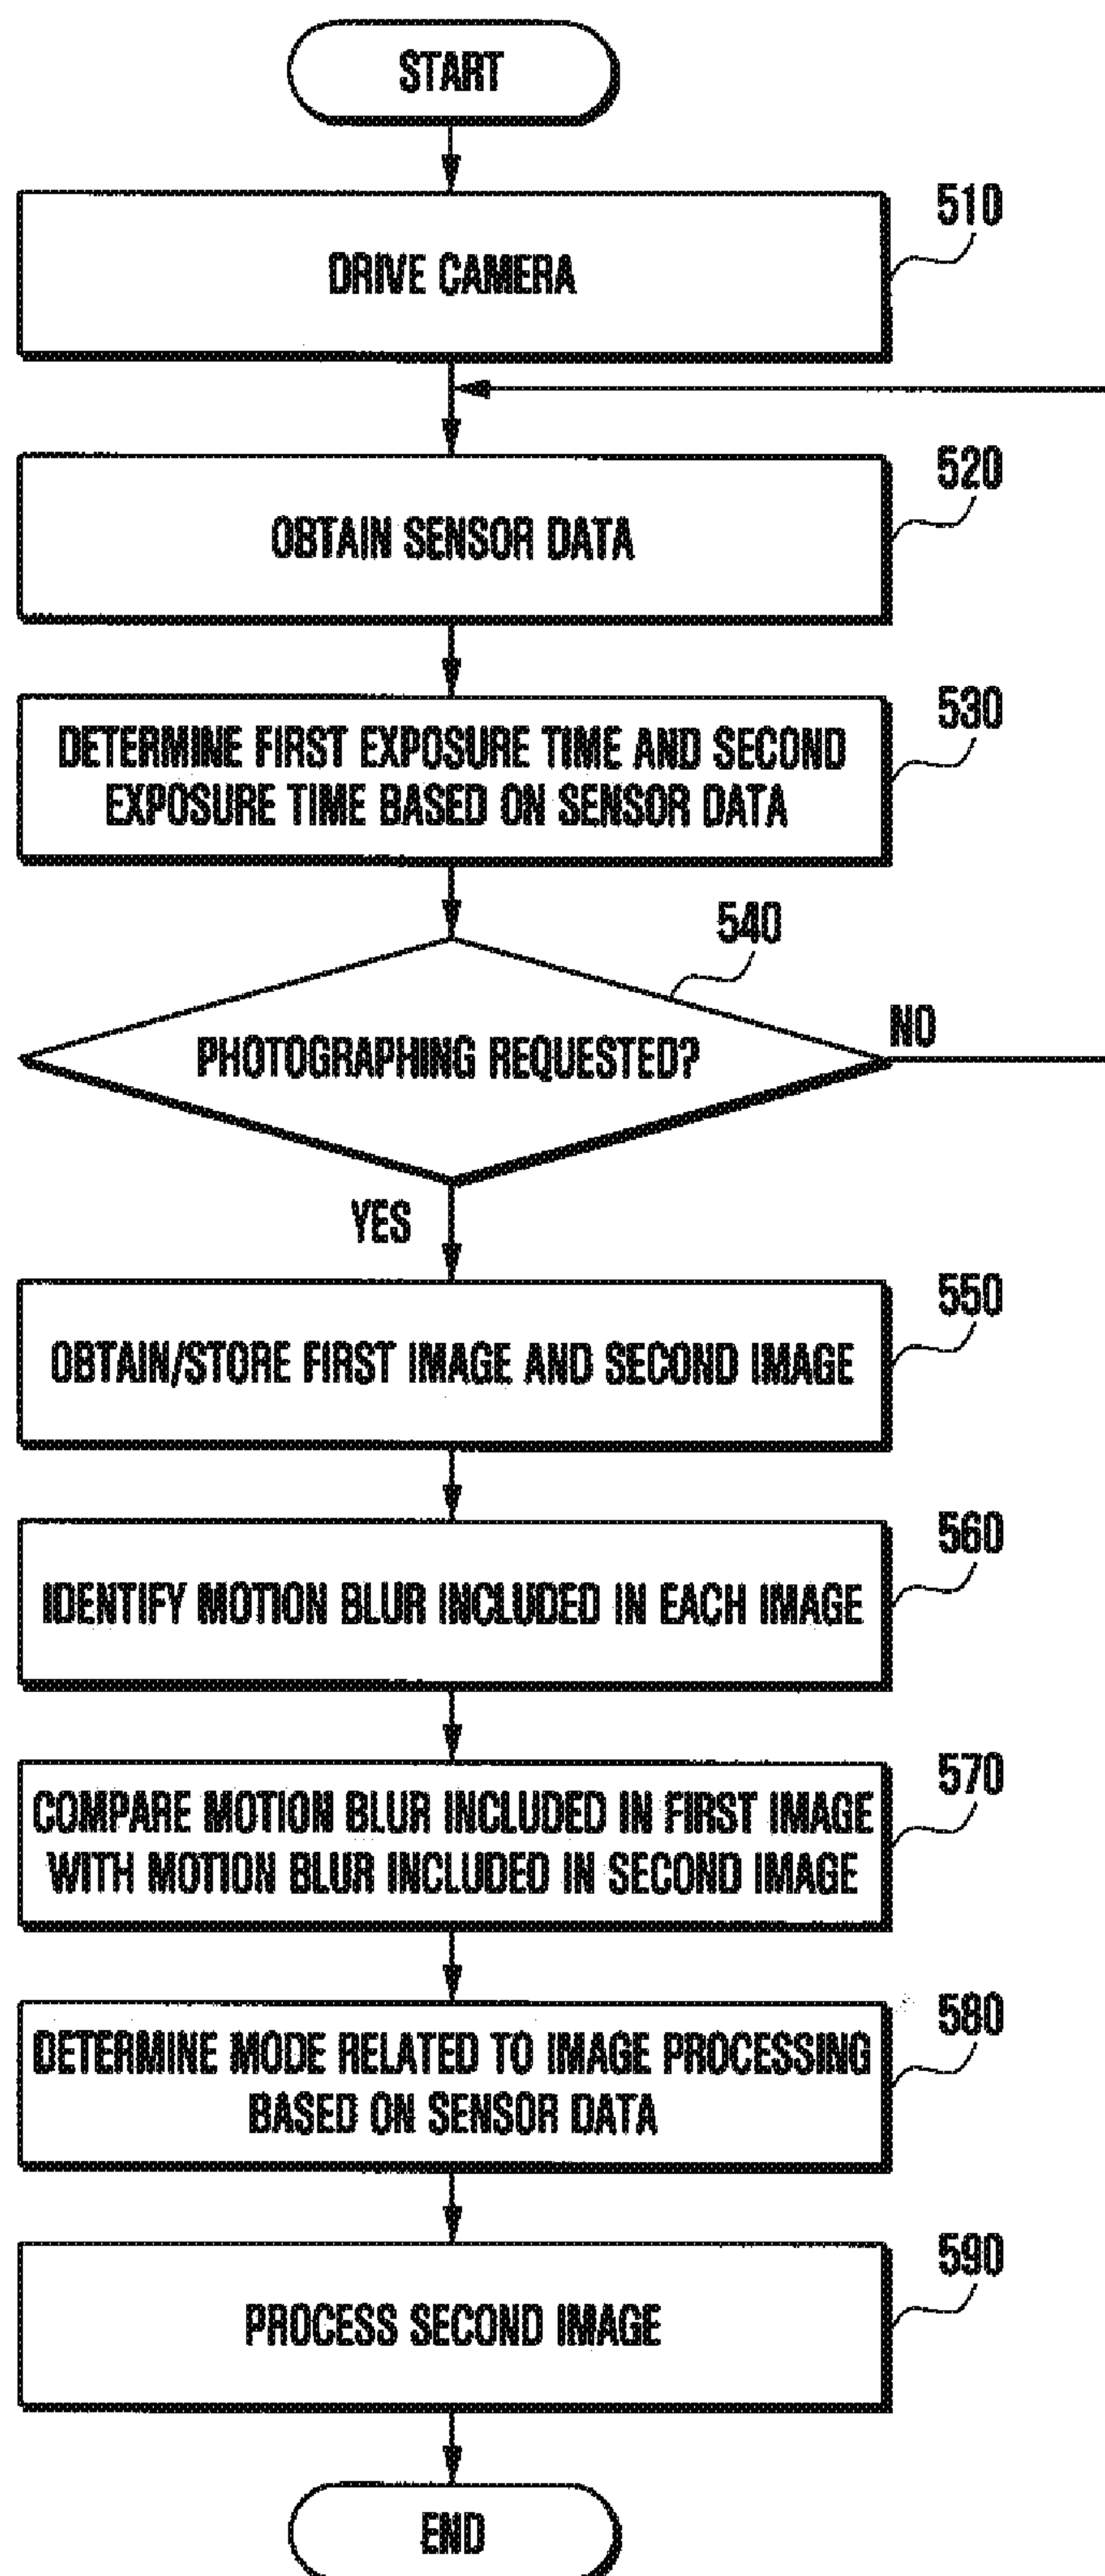 START
510
DRIVE CAMERA
520
OBTAIN SENSOR DATA
530
DETERMINE FIRST EXPOSURE TIME AND SECOND
EXPOSURE TIME BASED ON SENSOR DATA
540
PHOTOGRAPHING REQUESTED?
NO
YES
550
OBTAIN/STORE FIRST IMAGE AND SECOND IMAGE
560
IDENTIFY MOTION BLUR INCLUDED IN EACH IMAGE
570
COMPARE MOTION BLUR INCLUDED IN FIRST IMAGE
WITH MOTION BLUR INCLUDED IN SECOND IMAGE
580
DETERMINE MODE RELATED TO IMAGE PROCESSING
BASED ON SENSOR DATA
590
PROCESS SECOND IMAGE
END